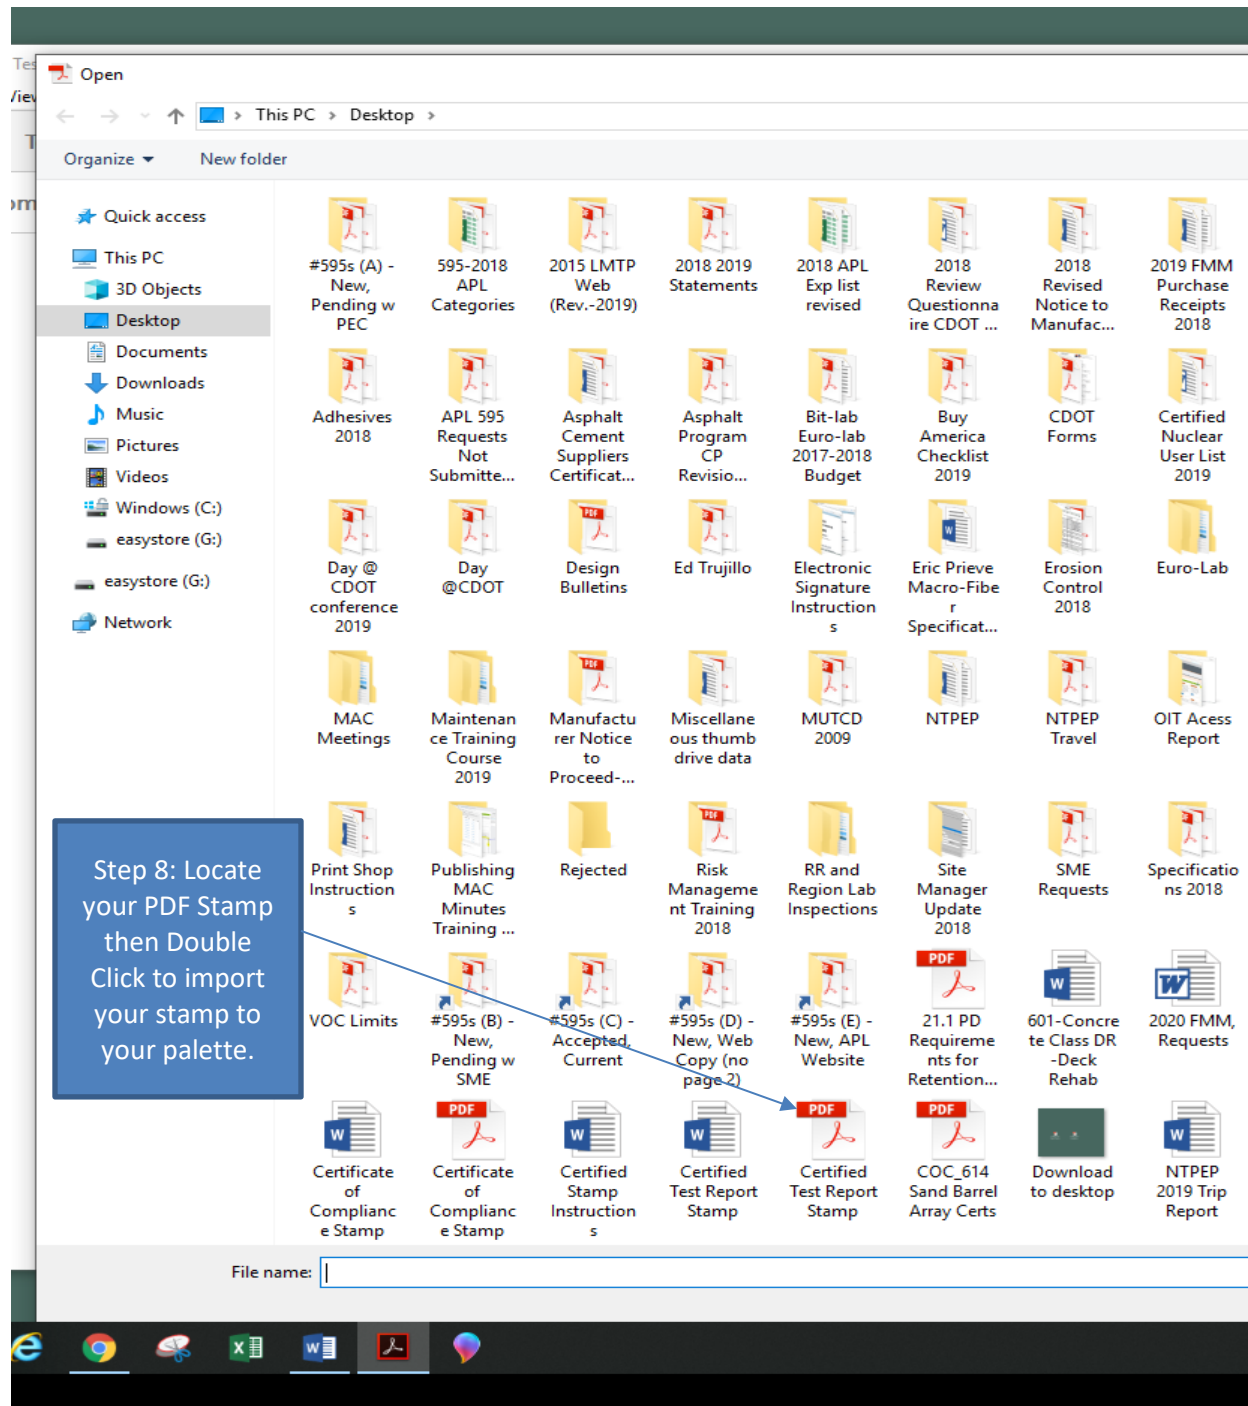 Tes
Open
View
This PC > Desktop >
T
Organize
New folder
om
Quick access
This PC
3D Objects
Desktop
Documents
Downloads
Music
Pictures
Videos
Windows (C:)
easystore (G:)
easystore (G:)
Network
#595s (A) -
New,
Pending w
PEC
595-2018
APL
Categories
2015 LMTP
Web
(Rev.-2019)
2018 2019
Statements
2018 APL
Exp list
revised
2018
Review
Questionna
ire CDOT ...
2018
Revised
Notice to
Manufac...
2019 FMM
Purchase
Receipts
2018
Adhesives
2018
APL 595
Requests
Not
Submitte...
Asphalt
Cement
Suppliers
Certificat...
Asphalt
Program
CP
Revisio...
Bit-lab
Euro-lab
2017-2018
Budget
Buy
America
Checklist
2019
CDOT
Forms
Certified
Nuclear
User List
2019
Day @
CDOT
conference
2019
Day
@CDOT
Design
Bulletins
Ed Trujillo
Electronic
Signature
Instruction
s
Eric Prieve
Macro-Fibe
r
Specificat...
Erosion
Control
2018
Euro-Lab
MAC
Meetings
Maintenan
ce Training
Course
2019
Manufactu
rer Notice
to
Proceed-...
Miscellane
ous thumb
drive data
MUTCD
2009
NTPEP
NTPEP
Travel
OIT Acess
Report
Print Shop
Instruction
s
Publishing
MAC
Minutes
Training ...
Rejected
Risk
Manageme
nt Training
2018
RR and
Region Lab
Inspections
Site
Manager
Update
2018
SME
Requests
Specificatio
ns 2018
Step 8: Locate
your PDF Stamp
then Double
Click to import
your stamp to
your palette.
VOC Limits
#595s (B) -
New,
Pending w
SME
#595s (C) -
Accepted,
Current
#595s (D) -
New, Web
Copy (no
page 2)
#595s (E) -
New, APL
Website
PDF
21.1 PD
Requireme
nts for
Retention...
W
601-Concre
te Class DR
-Deck
Rehab
W
2020 FMM,
Requests
W
Certificate
of
Complianc
e Stamp
PDF
Certificate
of
Complianc
e Stamp
W
Certified
Stamp
Instruction
s
W
Certified
Test Report
Stamp
PDF
Certified
Test Report
Stamp
PDF
COC_614
Sand Barrel
Array Certs
Download
to desktop
W
NTPEP
2019 Trip
Report
File name: